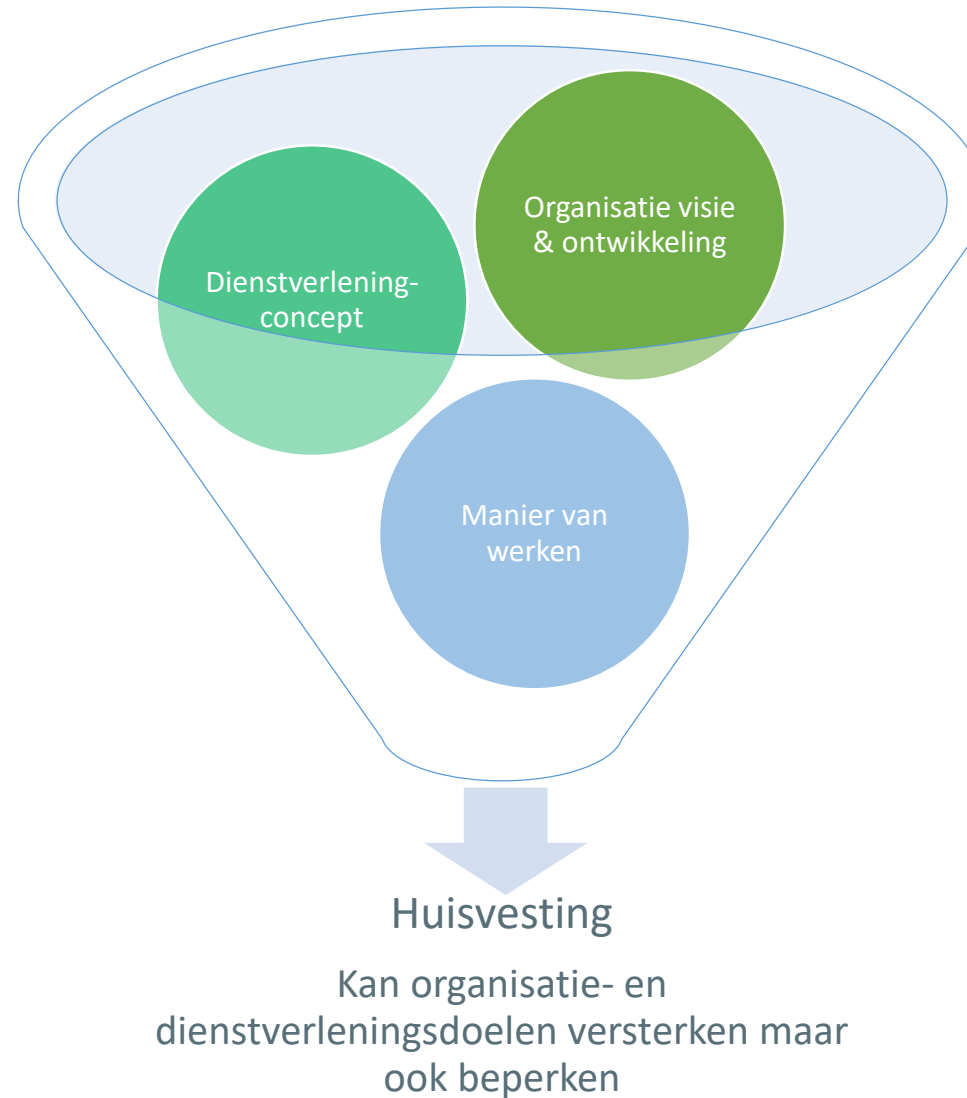 Organisatie visie
& ontwikkeling
Dienstverlening-
concept
Manier van
werken
Huisvesting
Kan organisatie- en
dienstverleningsdoelen versterken maar
ook beperken